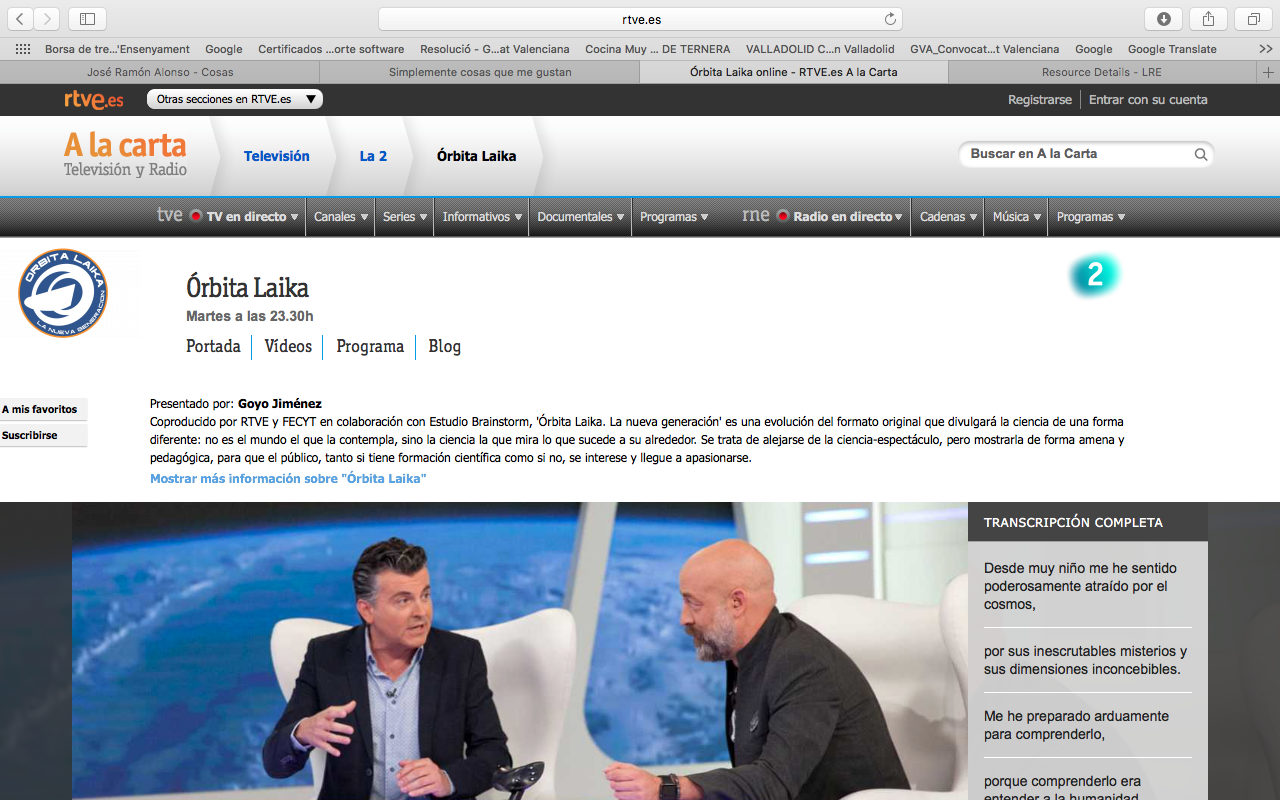 rtve.es
Borsa de tre...'Ensenyament Google Certificados ...orte software Resolució - G...at Valenciana Cocina Muy ... DE TERNERA VALLADOLID C...n Valladolid GVA_Convocat...t Valenciana Google Google Translate >>
José Ramón Alonso - Cosas Simplemente cosas que me gustan Órbita Laika online - RTVE.es A la Carta Resource Details - LRE +
rtve.es Otras secciones en RTVE.es Registrarse Entrar con su cuenta
A la carta
Televisión y Radio
Televisión La 2 Órbita Laika Buscar en A la Carta
tve TV en directo Canales Series Informativos Documentales Programas rne Radio en directo Cadenas Música Programas
ÓRBITA LAIKA
LA NUEVA GENERACIÓN
Órbita Laika
2
Martes a las 23.30h
Portada Vídeos Programa Blog
A mis favoritos
Suscribirse
Presentado por: Goyo Jiménez
Coproducido por RTVE y FECYT en colaboración con Estudio Brainstorm, 'Órbita Laika. La nueva generación' es una evolución del formato original que divulgará la ciencia de una forma
diferente: no es el mundo el que la contempla, sino la ciencia la que mira lo que sucede a su alrededor. Se trata de alejarse de la ciencia-espectáculo, pero mostrarla de forma amena y
pedagógica, para que el público, tanto si tiene formación científica como si no, se interese y llegue a apasionarse.
Mostrar más información sobre "Órbita Laika"
TRANSCRIPCIÓN COMPLETA
Desde muy niño me he sentido
poderosamente atraído por el
cosmos,
por sus inescrutables misterios y
sus dimensiones inconcebibles.
Me he preparado arduamente
para comprenderlo,
porque comprenderlo era
entender a la humanidad